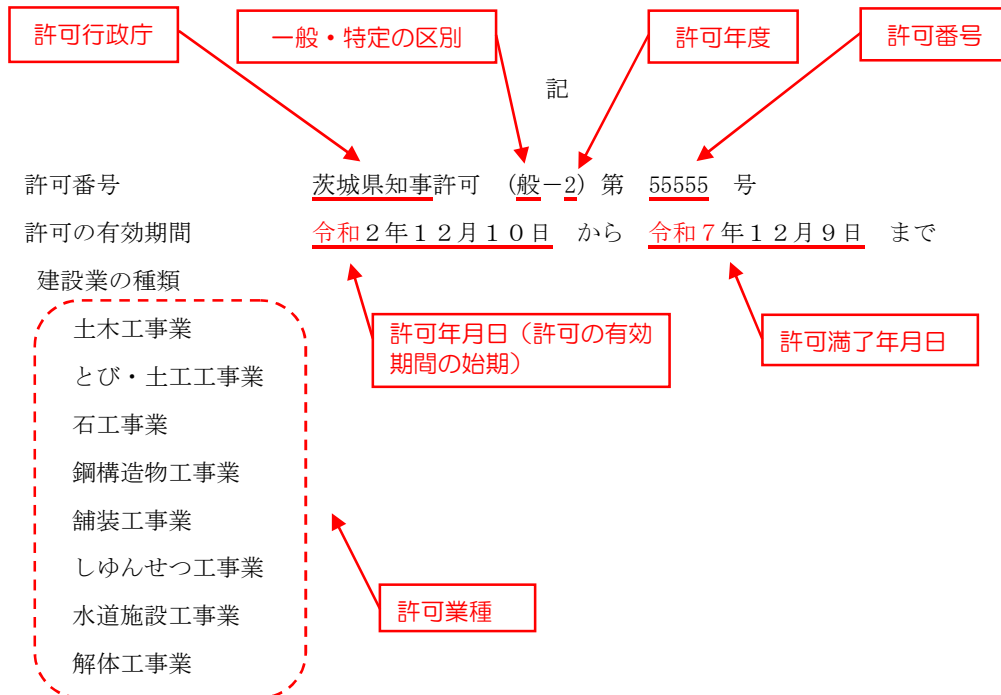 許可行政庁 一般・特定の区別 許可年度 許可番号
記
許可番号 茨城県知事許可 (般－2) 第 55555 号
許可の有効期間 令和２年１２月１０日 から 令和７年１２月９日 まで
建設業の種類
土木工事業
許可年月日（許可の有効
期間の始期）
許可満了年月日
とび・土工工事業
石工事業
鋼構造物工事業
舗装工事業
しゆんせつ工事業
許可業種
水道施設工事業
解体工事業